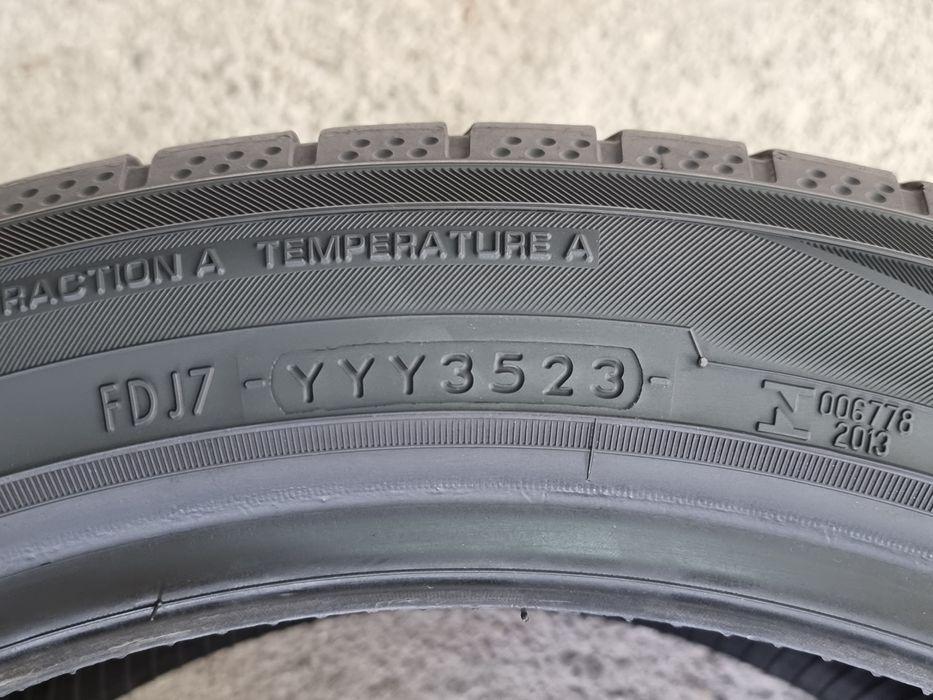 RACTION A TEMPERATURE A
FDJ7 -YYY3523-
006778
2013